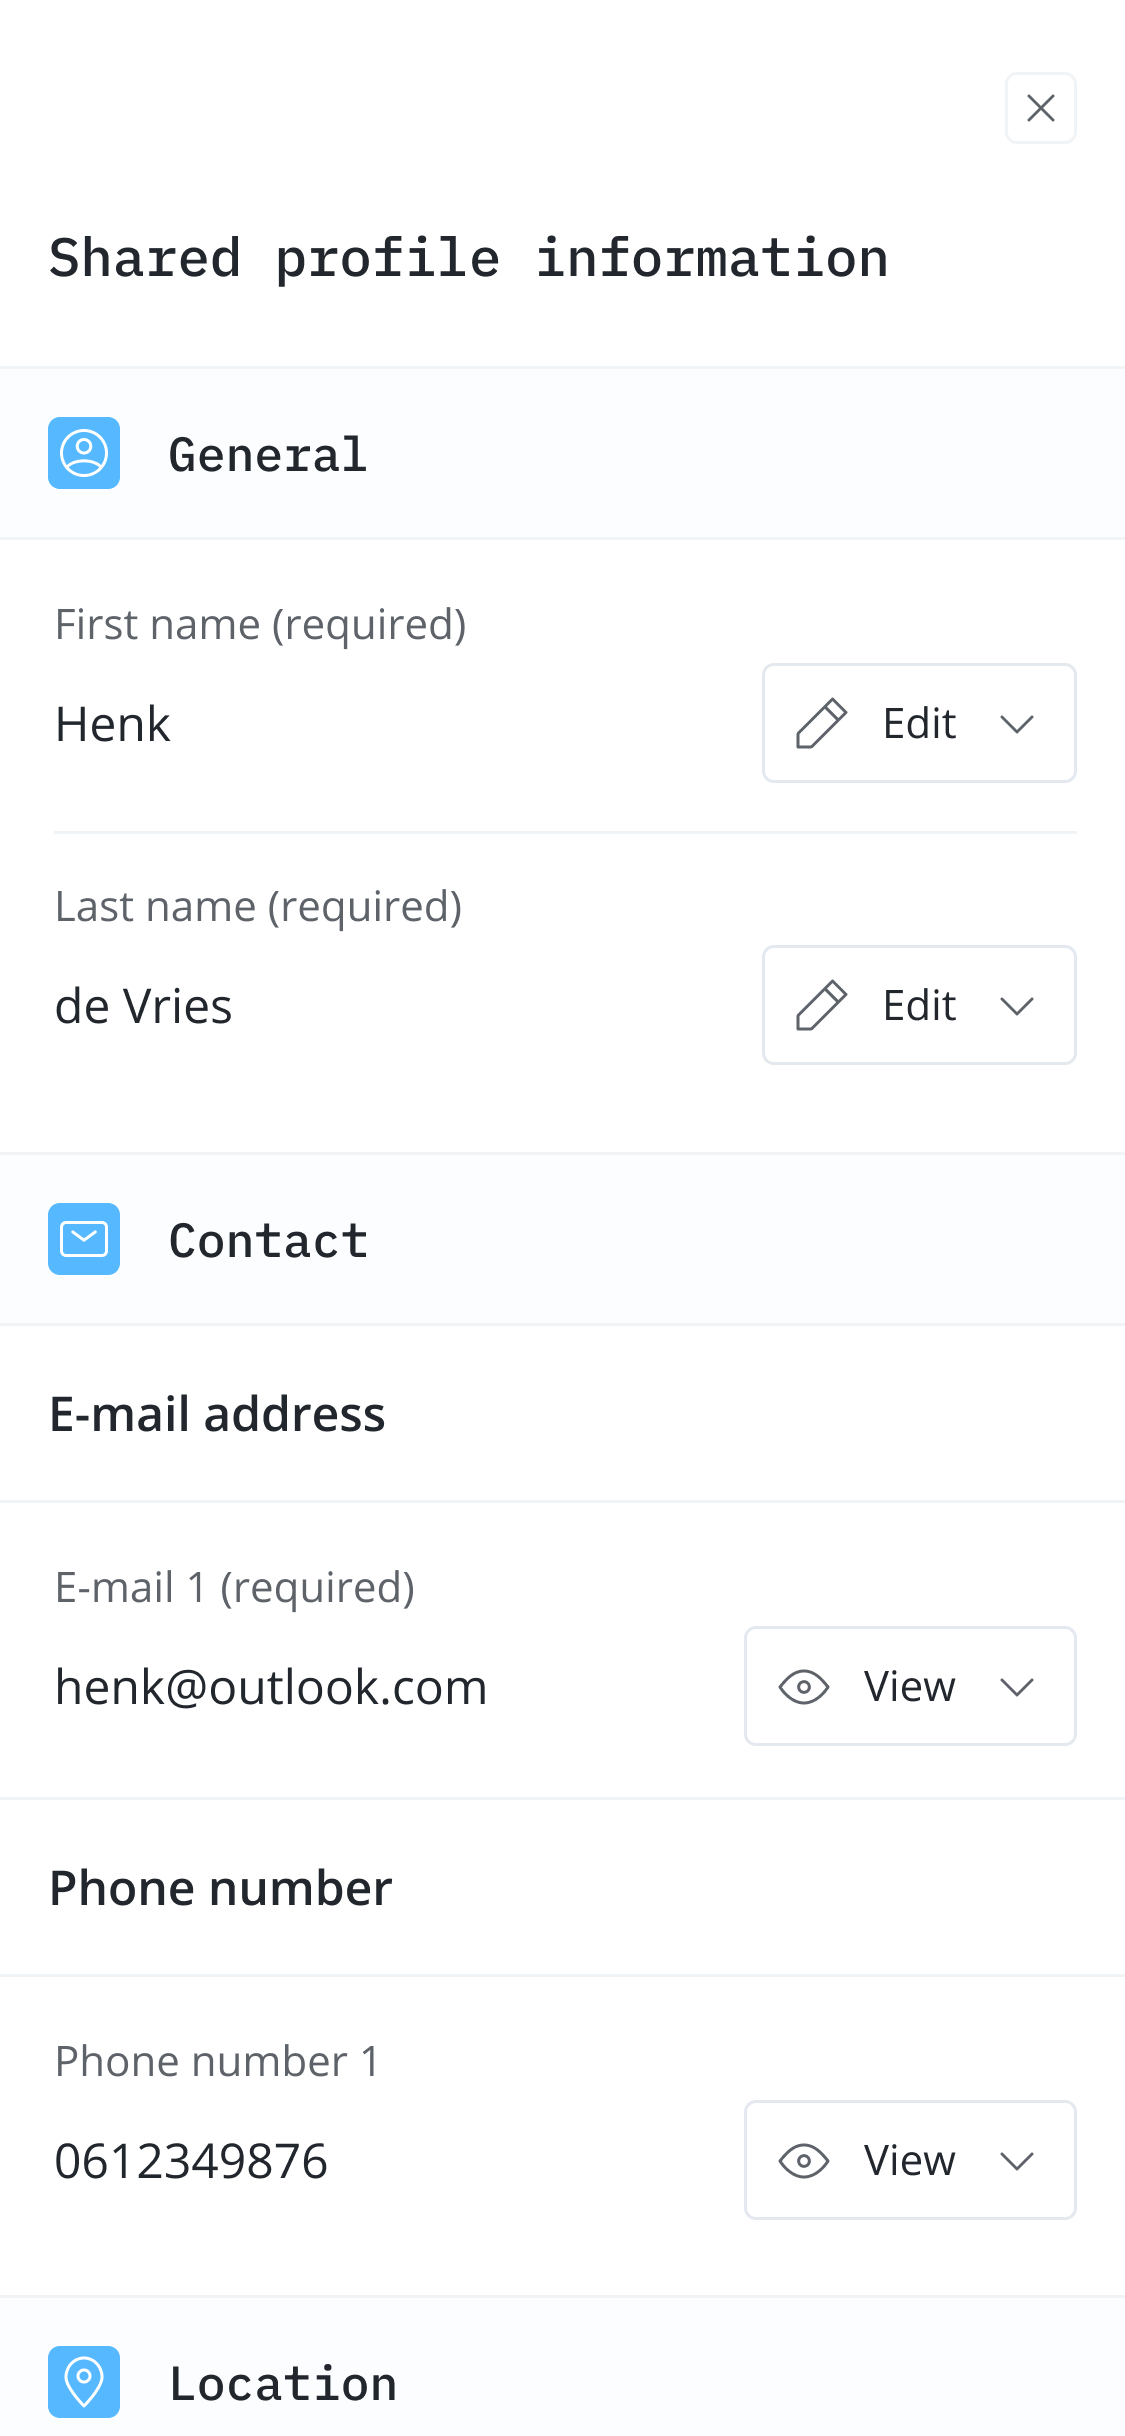 Shared profile information
General
First name (required)
Henk
Edit
Last name (required)
de Vries
Edit
Contact
E-mail address
E-mail 1 (required)
henk@outlook.com
View
Phone number
Phone number 1
0612349876
View
Location